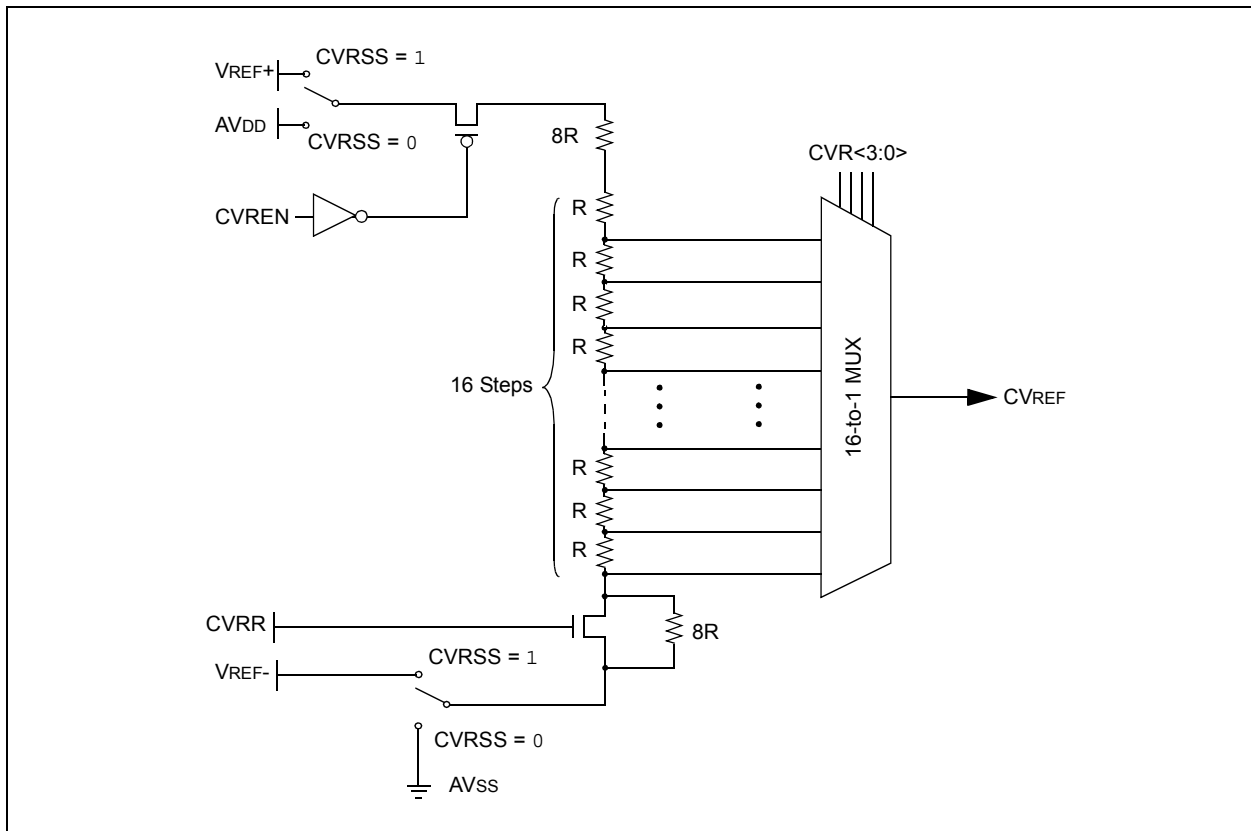 CVRSS = 1
VREF+
AVDD
CVRSS = 0
8R
CVREN
CVR<3:0>
R
R
R
R
16 Steps
16-to-1 MUX
CVREF
R
R
R
CVRR
8R
CVRSS = 1
VREF-
CVRSS = 0
AVSS